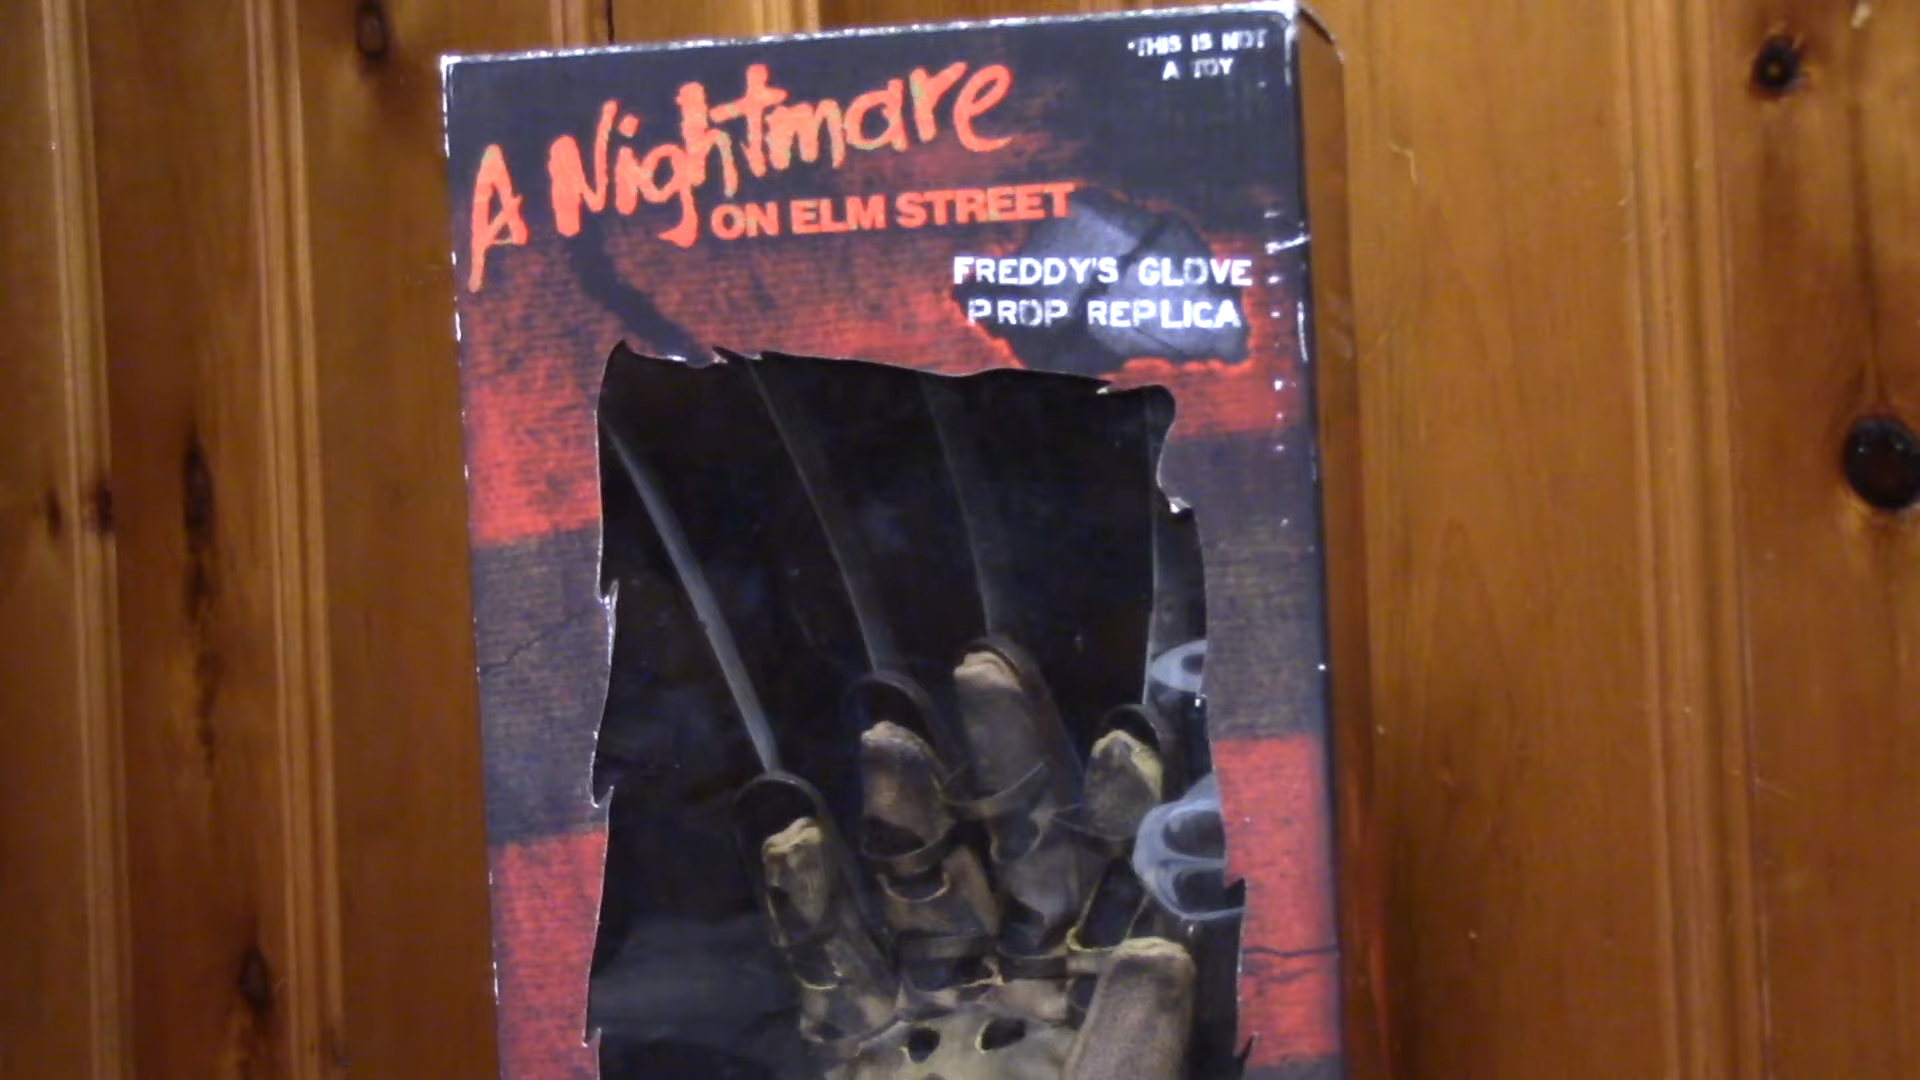 *THIS IS NOT
A TOY
A Nightmare
ON ELM STREET
FREDDY'S GLOVE
PROP REPLICA